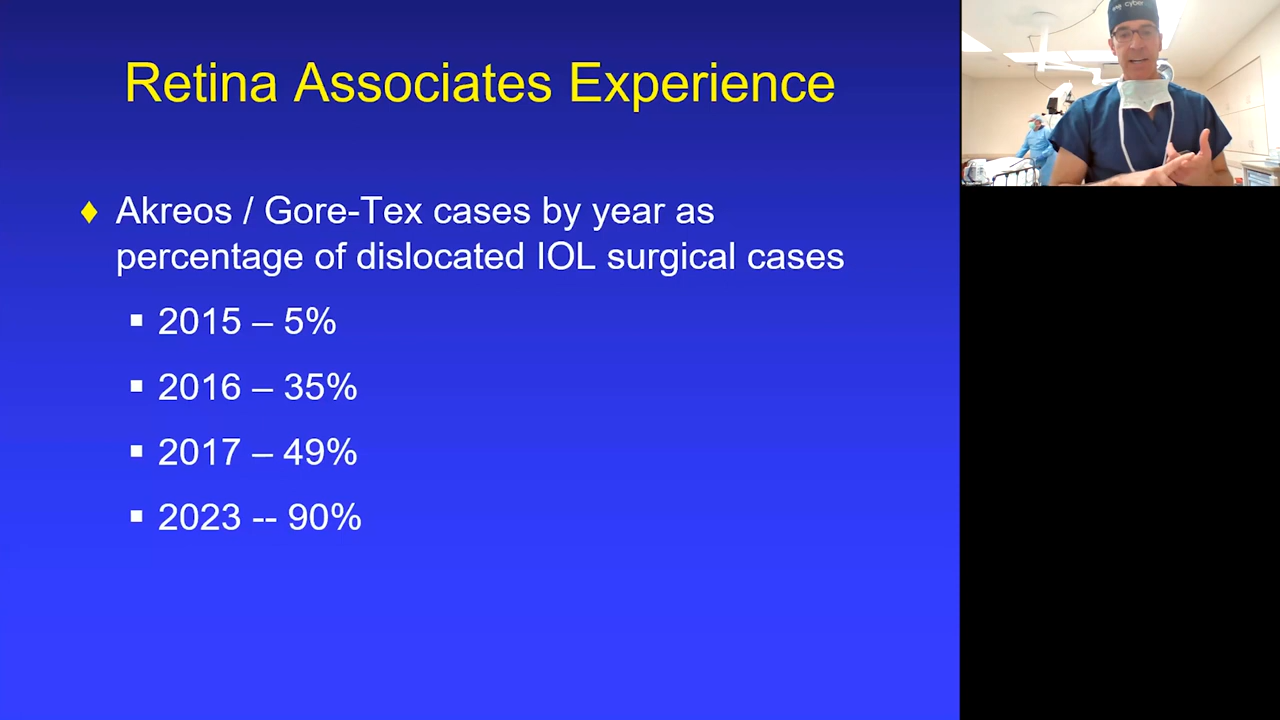 Retina Associates Experience
Akreos / Gore-Tex cases by year as
percentage of dislocated IOL surgical cases
2015 – 5%
2016 – 35%
2017 – 49%
2023 -- 90%
cyber